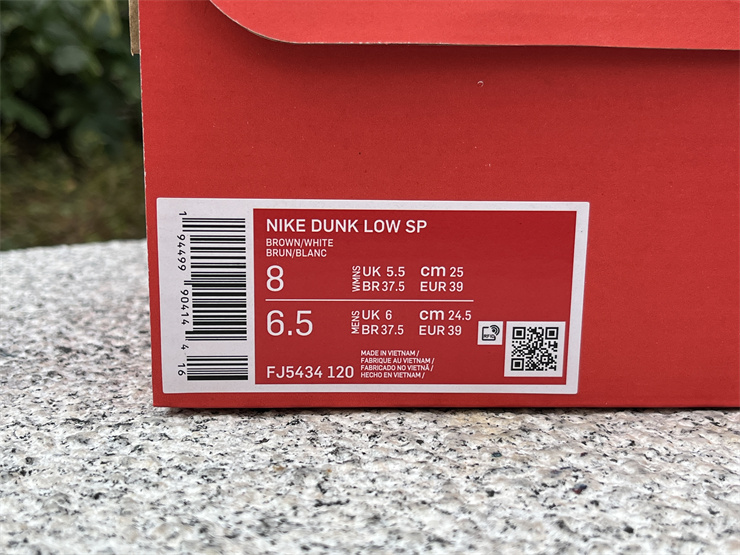 1 94499 90414 4 16
NIKE DUNK LOW SP
BROWN/WHITE
BRUN/BLANC
8 WMNS UK 5.5 cm 25
BR 37.5 EUR 39
6.5 MENS UK 6 cm 24.5
BR 37.5 EUR 39
FJ5434 120
MADE IN VIETNAM /
FABRIQUE AU VIETNAM /
FABRICADO NO VIETNÃ /
HECHO EN VIETNAM /